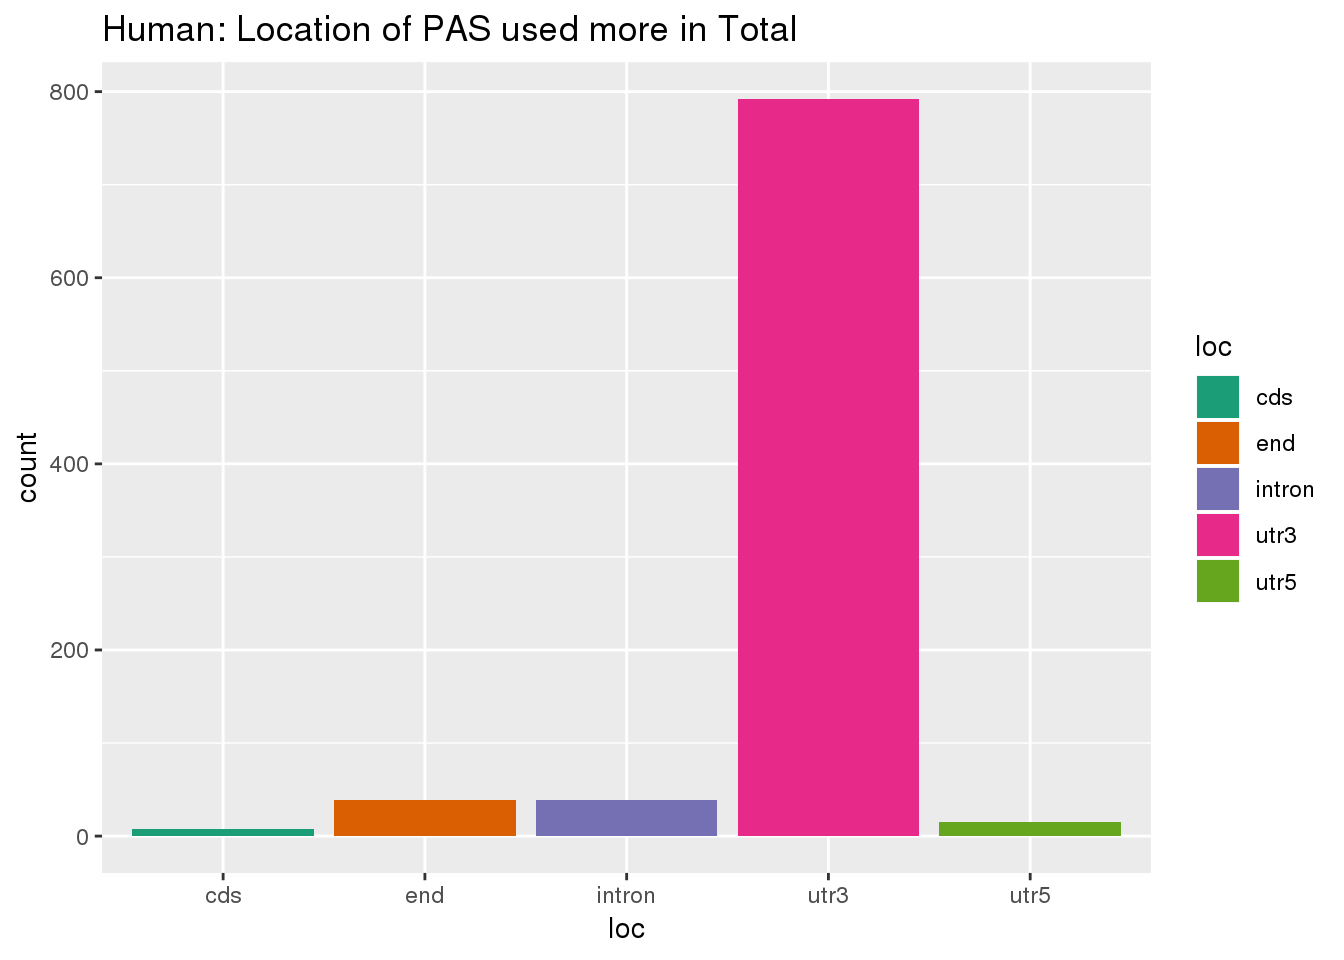 Human: Location of PAS used more in Total
800
600
400
200
0
count
cds
end
intron
utr3
utr5
loc
loc
cds
end
intron
utr3
utr5